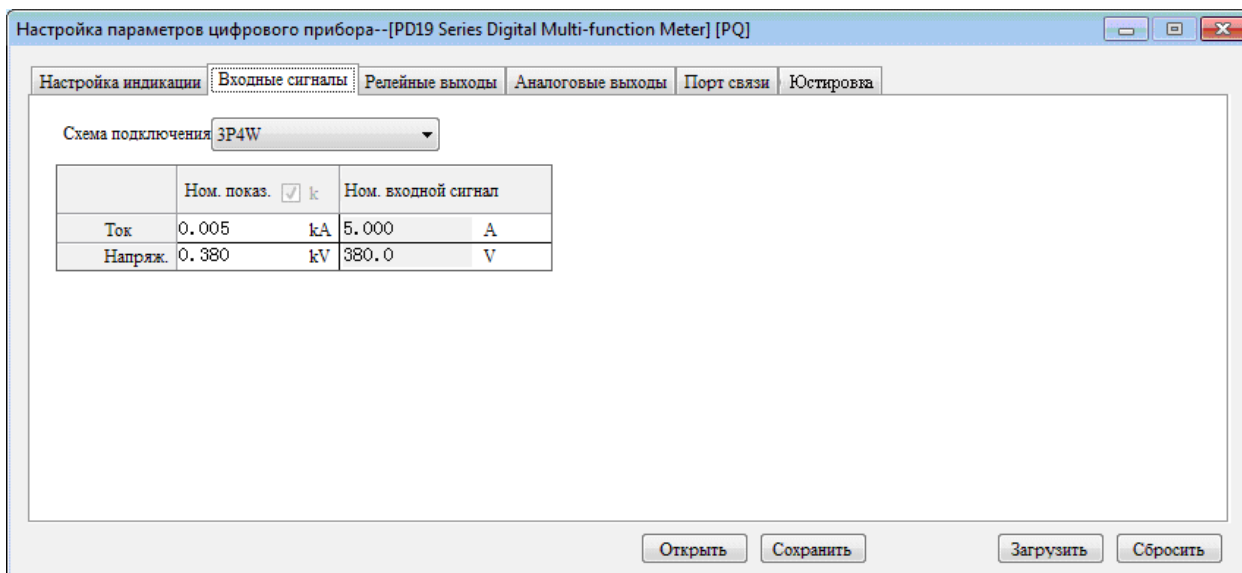 Настройка параметров цифрового прибора--[PD19 Series Digital Multi-function Meter] [PQ]
Настройка индикации Входные сигналы Релейные выходы Аналоговые выходы Порт связи Юстировка
Схема подключения 3P4W
Ном. показ. k Ном. входной сигнал
Ток 0.005 kA 5.000 A
Напряж. 0.380 kV 380.0 V
Открыть Сохранить Загрузить Сбросить